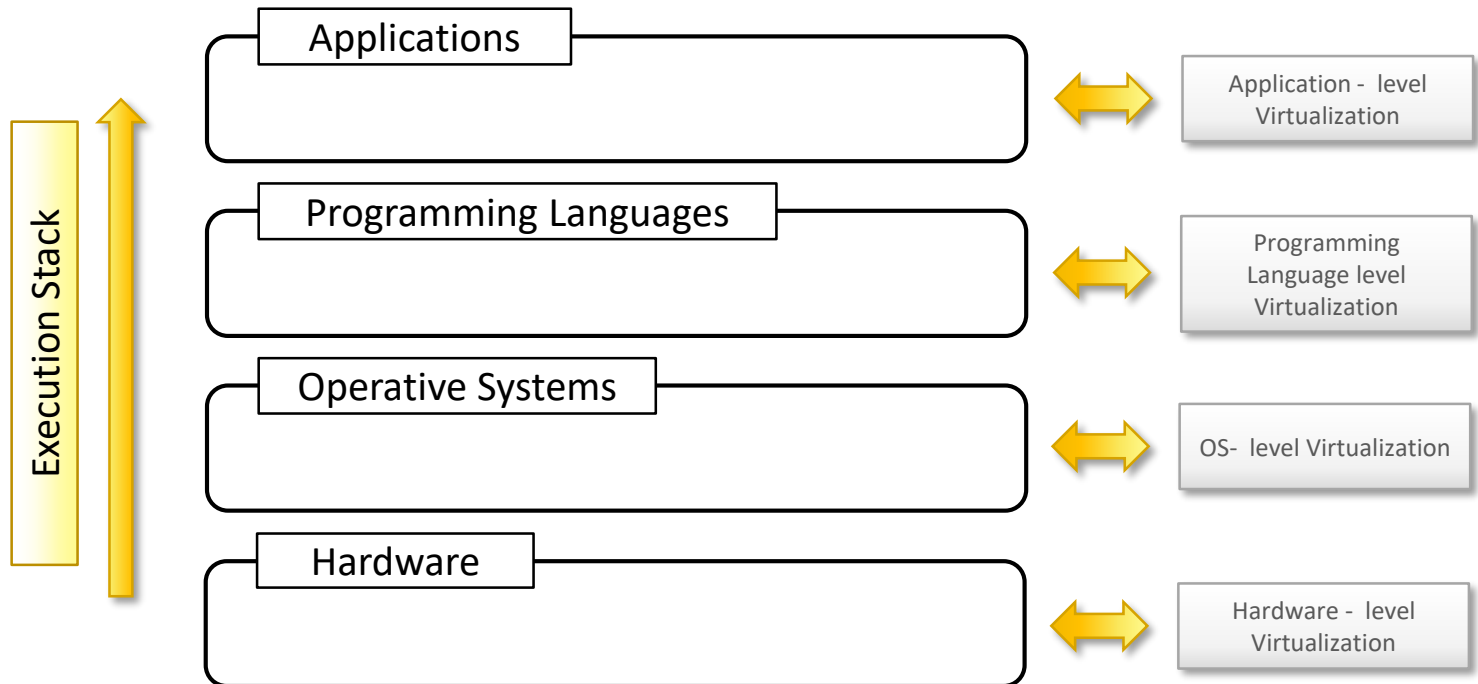 Execution Stack
Applications
Application - level
Virtualization
Programming Languages
Programming
Language level
Virtualization
Operative Systems
OS- level Virtualization
Hardware
Hardware - level
Virtualization